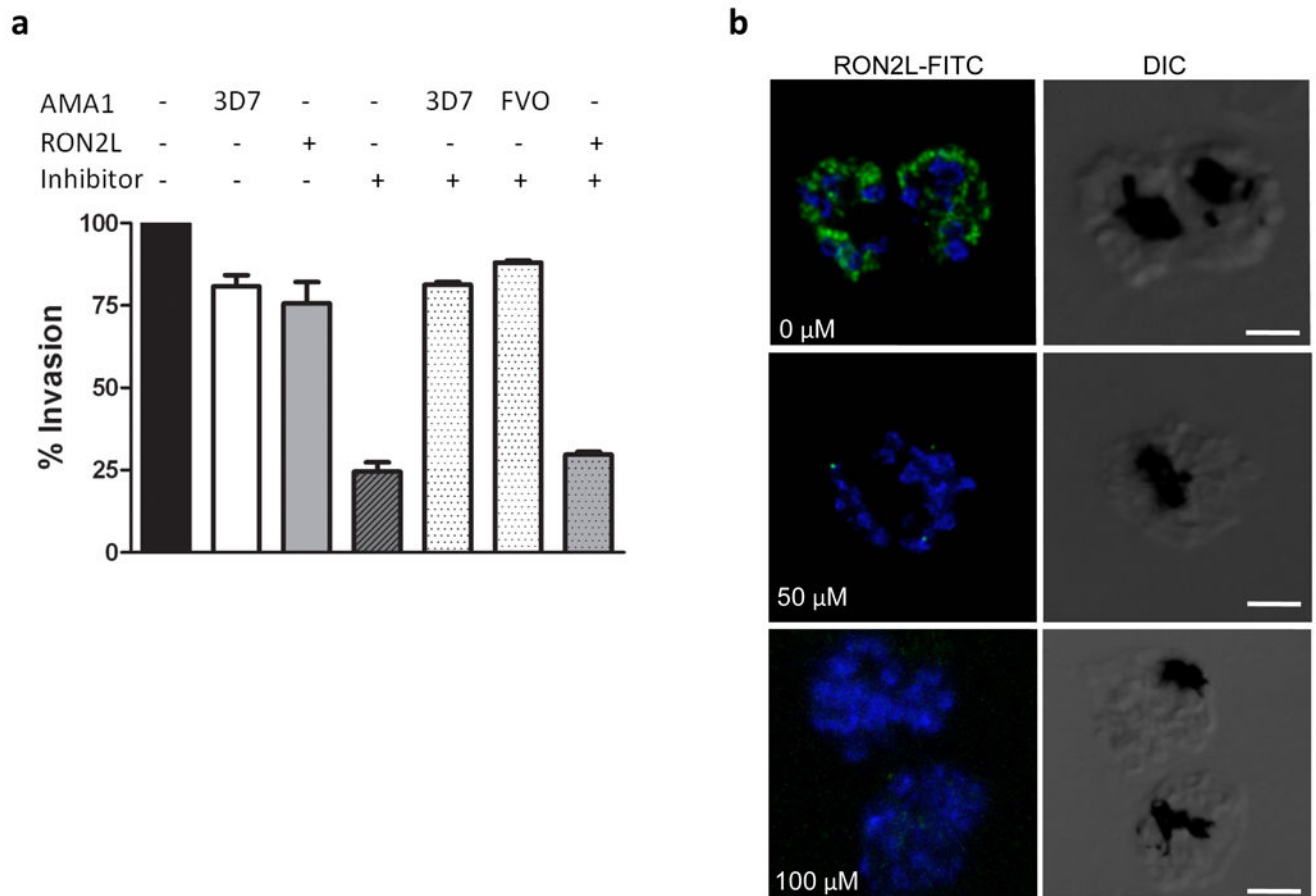 a
AMA1 - 3D7 - - 3D7 FVO -
RON2L - - + - - - +
Inhibitor - - - + + + +
100
75
50
25
0
% Invasion
b
RON2L-FITC DIC
0 µM
50 µM
100 µM